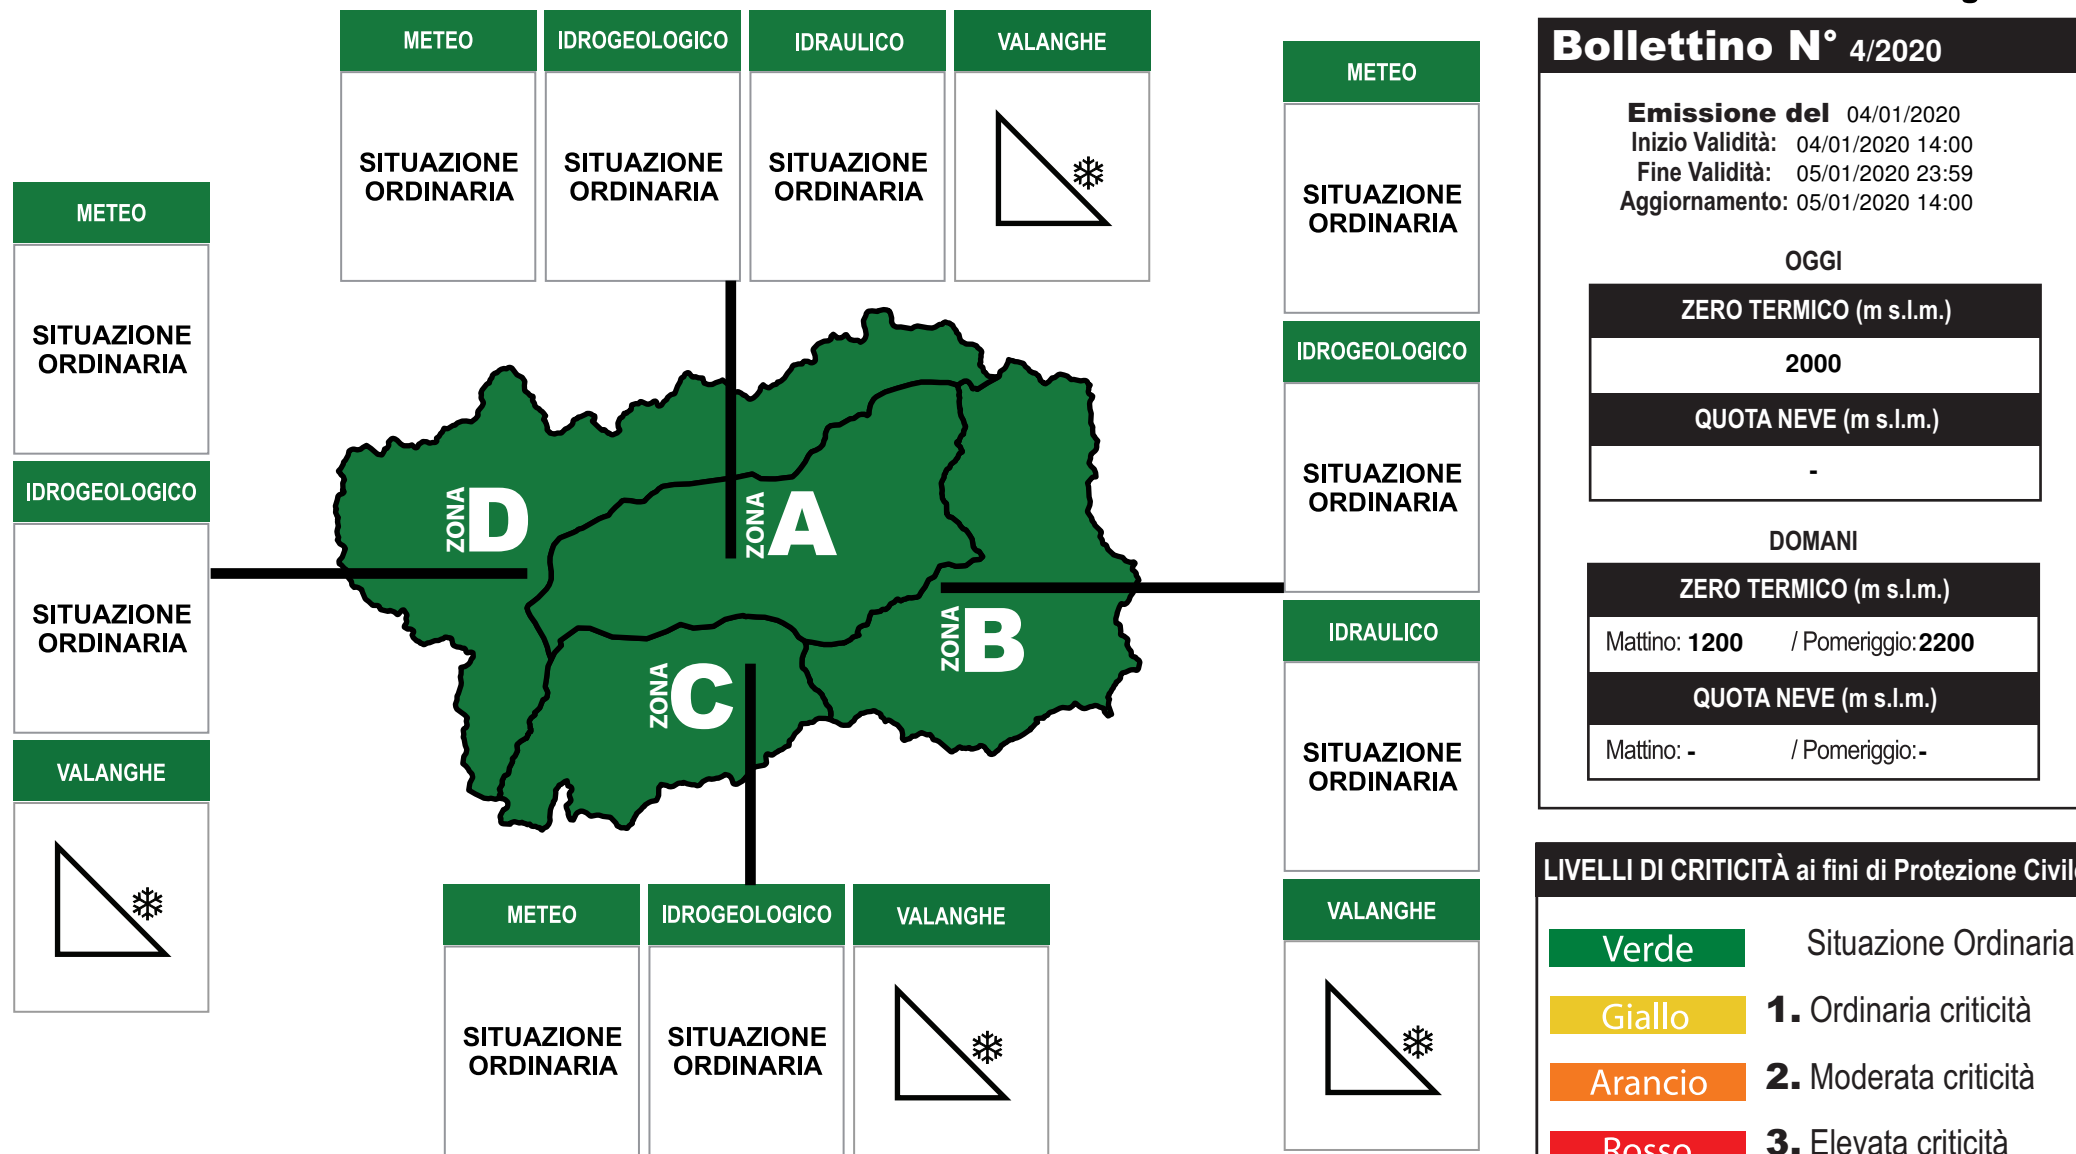 METEO
IDROGEOLOGICO
IDRAULICO
VALANGHE
SITUAZIONE
ORDINARIA
SITUAZIONE
ORDINARIA
SITUAZIONE
ORDINARIA
METEO
SITUAZIONE
ORDINARIA
IDROGEOLOGICO
SITUAZIONE
ORDINARIA
VALANGHE
ZONA D
ZONA A
ZONA B
ZONA C
METEO
SITUAZIONE
ORDINARIA
IDROGEOLOGICO
SITUAZIONE
ORDINARIA
IDRAULICO
SITUAZIONE
ORDINARIA
VALANGHE
METEO
IDROGEOLOGICO
VALANGHE
SITUAZIONE
ORDINARIA
SITUAZIONE
ORDINARIA
Bollettino N° 4/2020
Emissione del 04/01/2020
Inizio Validità: 04/01/2020 14:00
Fine Validità: 05/01/2020 23:59
Aggiornamento: 05/01/2020 14:00
OGGI
ZERO TERMICO (m s.l.m.)
2000
QUOTA NEVE (m s.l.m.)
-
DOMANI
ZERO TERMICO (m s.l.m.)
Mattino: 1200 / Pomeriggio: 2200
QUOTA NEVE (m s.l.m.)
Mattino: - / Pomeriggio: -
LIVELLI DI CRITICITÀ ai fini di Protezione Civile
Verde Situazione Ordinaria
Giallo 1. Ordinaria criticità
Arancio 2. Moderata criticità
Rosso 3. Elevata criticità